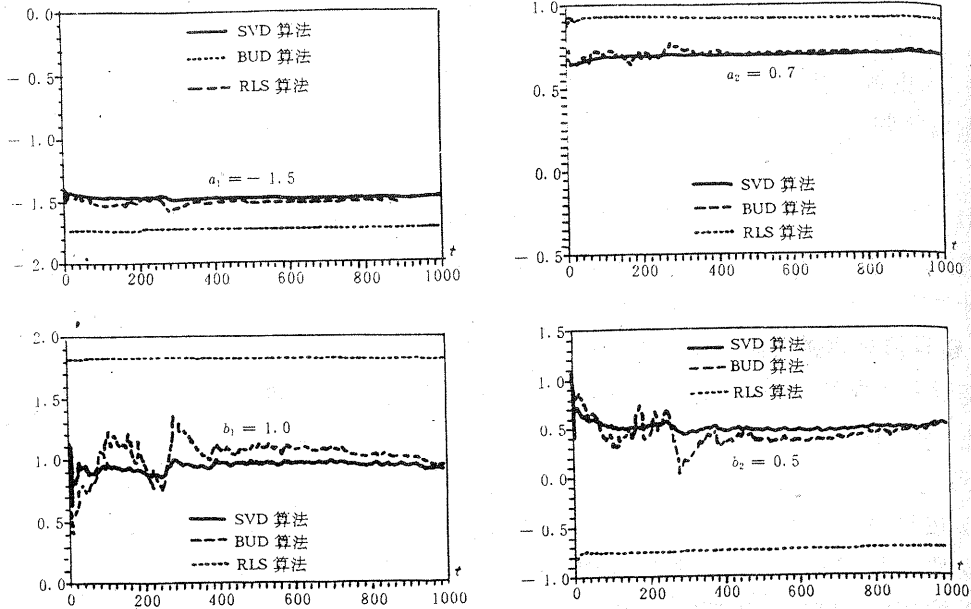 0. 0
SVD 算法
BUD 算法
RLS 算法
− 0. 5
− 1. 0
a₁ = − 1. 5
− 1. 5
− 2. 0
t
0 200 400 600 800 1000
1. 0
0. 5
a₂ = 0. 7
0. 0
SVD 算法
BUD 算法
RLS 算法
− 0. 5
t
0 200 400 600 800 1000
2. 0
1. 5
b₁ = 1. 0
1. 0
0. 5
SVD 算法
BUD 算法
RLS 算法
0. 0
t
0 200 400 600 800 1000
1. 5
SVD 算法
BUD 算法
RLS 算法
1. 0
0. 5
b₂ = 0. 5
0. 0
− 0. 5
− 1. 0
t
0 200 400 600 800 1000